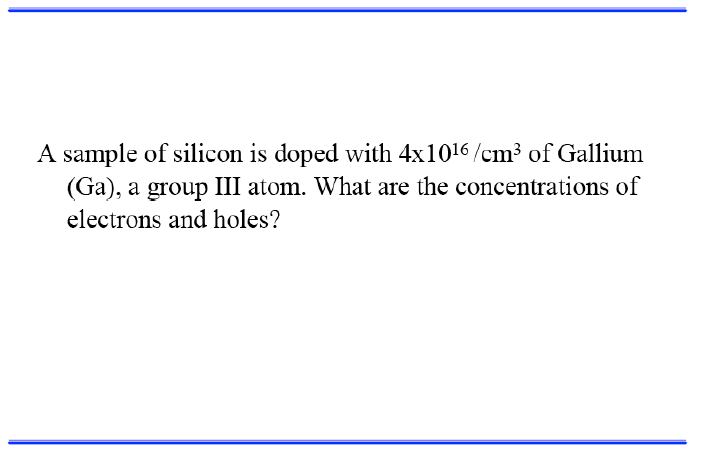 A sample of silicon is doped with 4x10¹⁶ /cm³ of Gallium
(Ga), a group III atom. What are the concentrations of
electrons and holes?